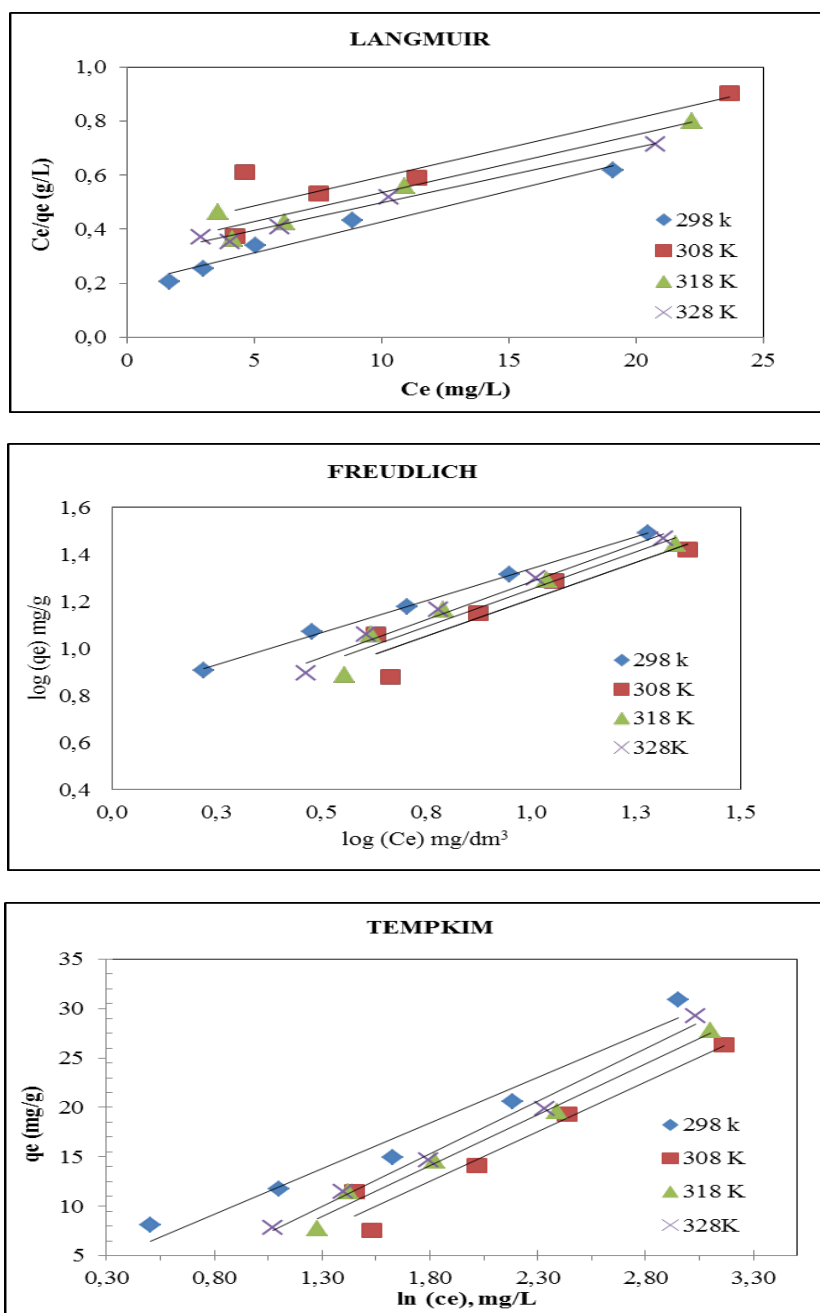 LANGMUIR
1,0
0,8
0,6
0,4
0,2
0,0
Ce/qe (g/L)
298 k
308 K
318 K
328 K
0 5 10 15 20 25
Ce (mg/L)
FREUDLICH
1,6
1,4
1,2
1,0
0,8
0,6
0,4
log (qe) mg/g
298 k
308 K
318 K
328K
0,0 0,5 0,8 1,0 1,3 1,5
log (Ce) mg/dm³
TEMPKIM
35
30
25
20
15
10
5
qe (mg/g)
298 k
308 K
318 K
328K
0,30 0,80 1,30 1,80 2,30 2,80 3,30
ln (ce), mg/L